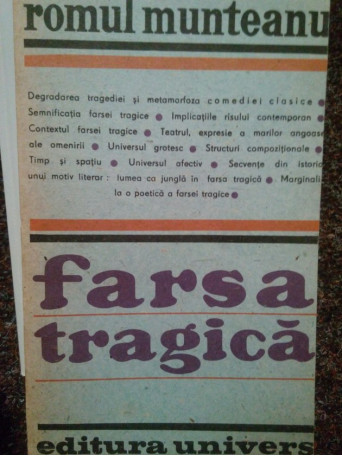 romul munteanu
Degradarea tragediei și metamorfoza comediei clasice ●
Semnificația farsei tragice ● Implicațiile rîsului contemporan ●
Contextul farsei tragice ● Teatrul, expresie a marilor angoase
ale omenirii ● Universul grotesc ● Structuri compoziționale ●
Timp și spațiu ● Universul afectiv ● Secvențe din istoria
unui motiv literar: lumea ca junglă în farsa tragică ● Marginalii
la o poetică a farsei tragice ●
farsa
tragică
editura univers